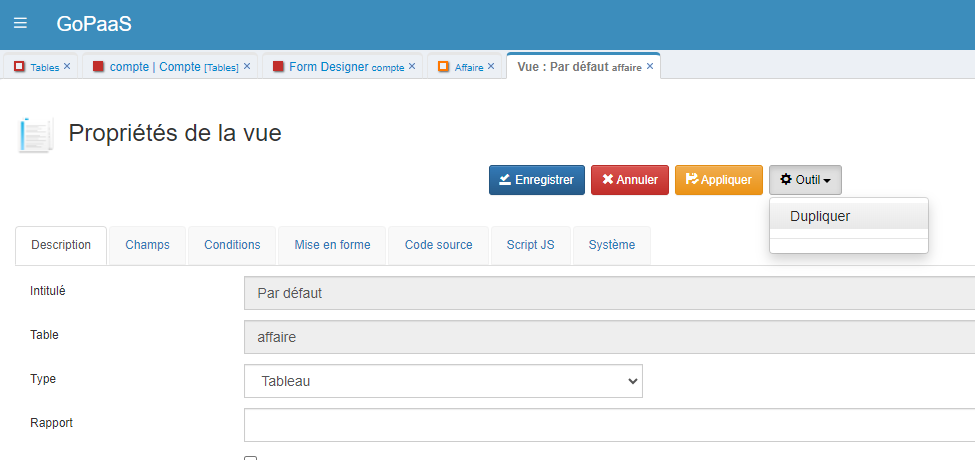 GoPaaS
Tables × compte | Compte [Tables] × Form Designer compte × Affaire × Vue : Par défaut affaire ×
Propriétés de la vue
Enregistrer Annuler Appliquer Outil
Dupliquer
Description Champs Conditions Mise en forme Code source Script JS Système
Intitulé Par défaut
Table affaire
Type Tableau
Rapport